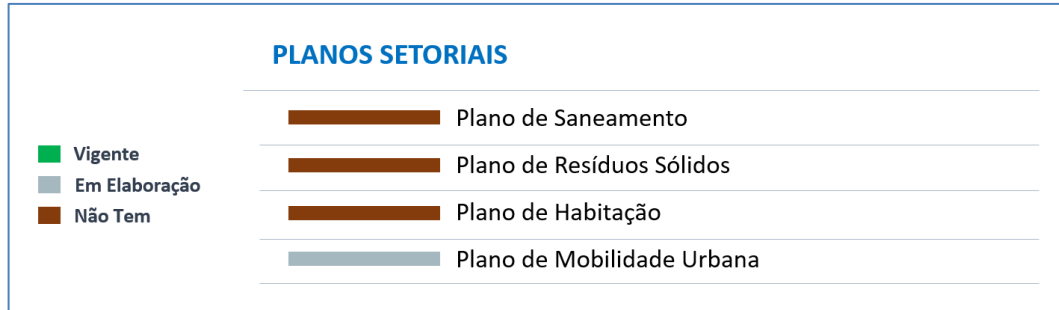 PLANOS SETORIAIS
Plano de Saneamento
Plano de Resíduos Sólidos
Plano de Habitação
Plano de Mobilidade Urbana
Vigente
Em Elaboração
Não Tem